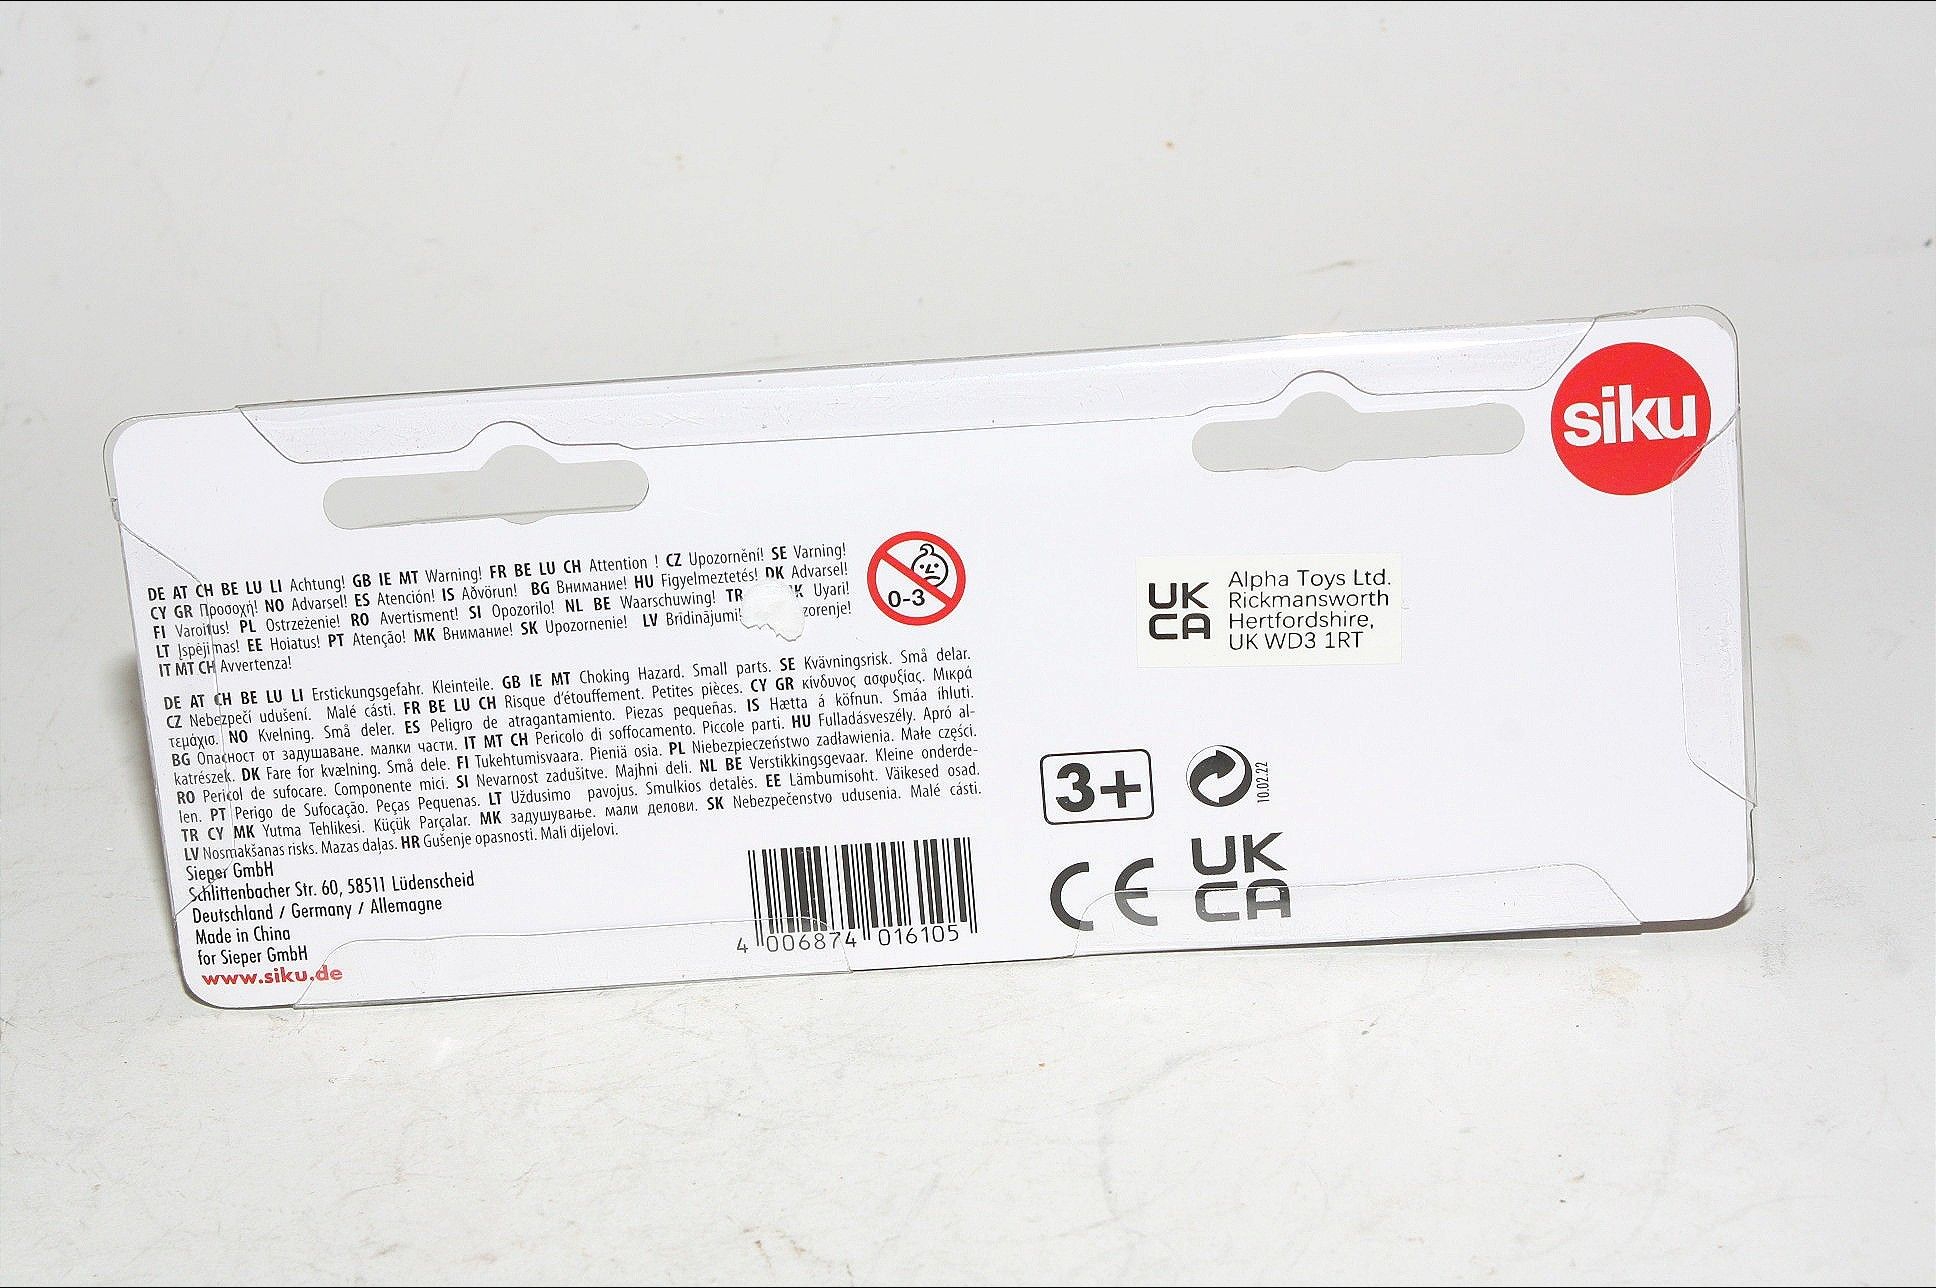 siku
DE AT CH BE LU LI Achtung! GB IE MT Warning! FR BE LU CH Attention ! CZ Upozornění! SE Varning!
CY GR Προσοχή! NO Advarsel! ES Atención! IS Aðvörun! BG Внимание! HU Figyelmeztetés! DK Advarsel!
FI Varoitus! PL Ostrzeżenie! RO Avertisment! SI Opozorilo! NL BE Waarschuwing! TR Uyari!
LT Įspėjimas! EE Hoiatus! PT Atenção! MK Внимание! SK Upozornenie! LV Brīdinājumi!
IT MT CH Avvertenza!
0-3
DE AT CH BE LU LI Erstickungsgefahr. Kleinteile. GB IE MT Choking Hazard. Small parts. SE Kvävningsrisk. Små delar.
CZ Nebezpečí udušení. Malé cásti. FR BE LU CH Risque d'étouffement. Petites pièces. CY GR κίνδυνος ασφυξίας. Μικρά
τεμάχια. NO Kvelning. Små deler. ES Peligro de atragantamiento. Piezas pequeñas. IS Hætta á köfnun. Smáa íhluti.
BG Опасност от задушаване. малки части. IT MT CH Pericolo di soffocamento. Piccole parti. HU Fulladásveszély. Apró al-
katrészek. DK Fare for kvælning. Små dele. FI Tukehtumisvaara. Pieniä osia. PL Niebezpieczeństwo zadławienia. Małe części.
RO Pericol de sufocare. Componente mici. SI Nevarnost zadušitve. Majhni deli. NL BE Verstikkingsgevaar. Kleine onderde-
len. PT Perigo de Sufocação. Peças Pequenas. LT Uždusimo pavojus. Smulkios detalės. EE Lämbumisoht. Väikesed osad.
TR CY MK Yutma Tehlikesi. Küçük Parçalar. MK задушување. мали делови. SK Nebezpečenstvo udusenia. Malé cásti.
LV Nosmakšanas risks. Mazas daļas. HR Gušenje opasnosti. Mali dijelovi.
Sieper GmbH
Schlittenbacher Str. 60, 58511 Lüdenscheid
Deutschland / Germany / Allemagne
Made in China
for Sieper GmbH
www.siku.de
4 006874 016105
UK
CA
Alpha Toys Ltd.
Rickmansworth
Hertfordshire,
UK WD3 1RT
3+
10.02.22
CE
UK
CA